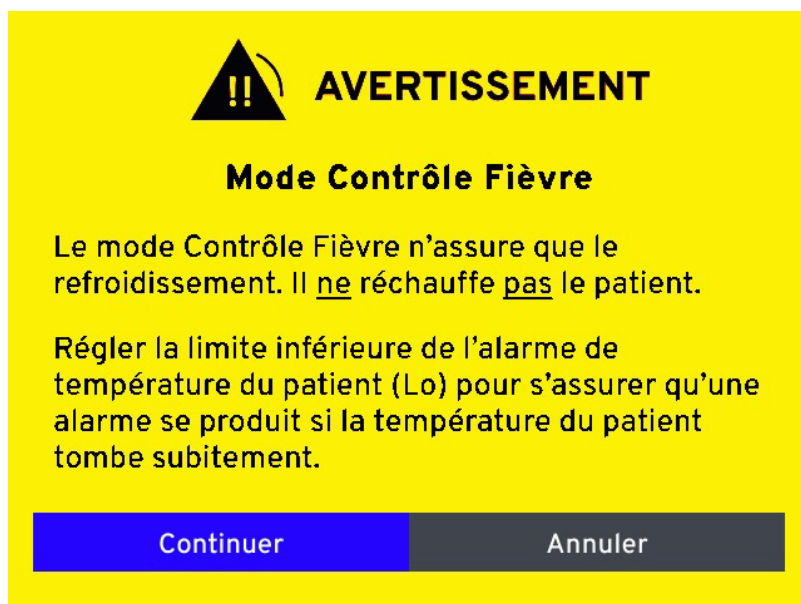 !! AVERTISSEMENT
Mode Contrôle Fièvre
Le mode Contrôle Fièvre n’assure que le
refroidissement. Il ne réchauffe pas le patient.
Régler la limite inférieure de l’alarme de
température du patient (Lo) pour s’assurer qu’une
alarme se produit si la température du patient
tombe subitement.
Continuer Annuler